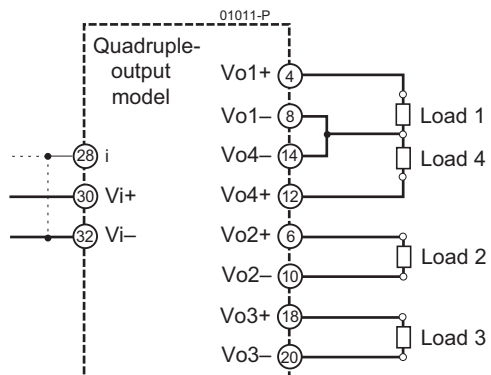 01011-P
Quadruple-
output
model
Vo1+ 4
Vo1– 8 Load 1
Vo4– 14 Load 4
28 i
30 Vi+ Vo4+ 12
32 Vi– Vo2+ 6
Load 2
Vo2– 10
Vo3+ 18
Load 3
Vo3– 20